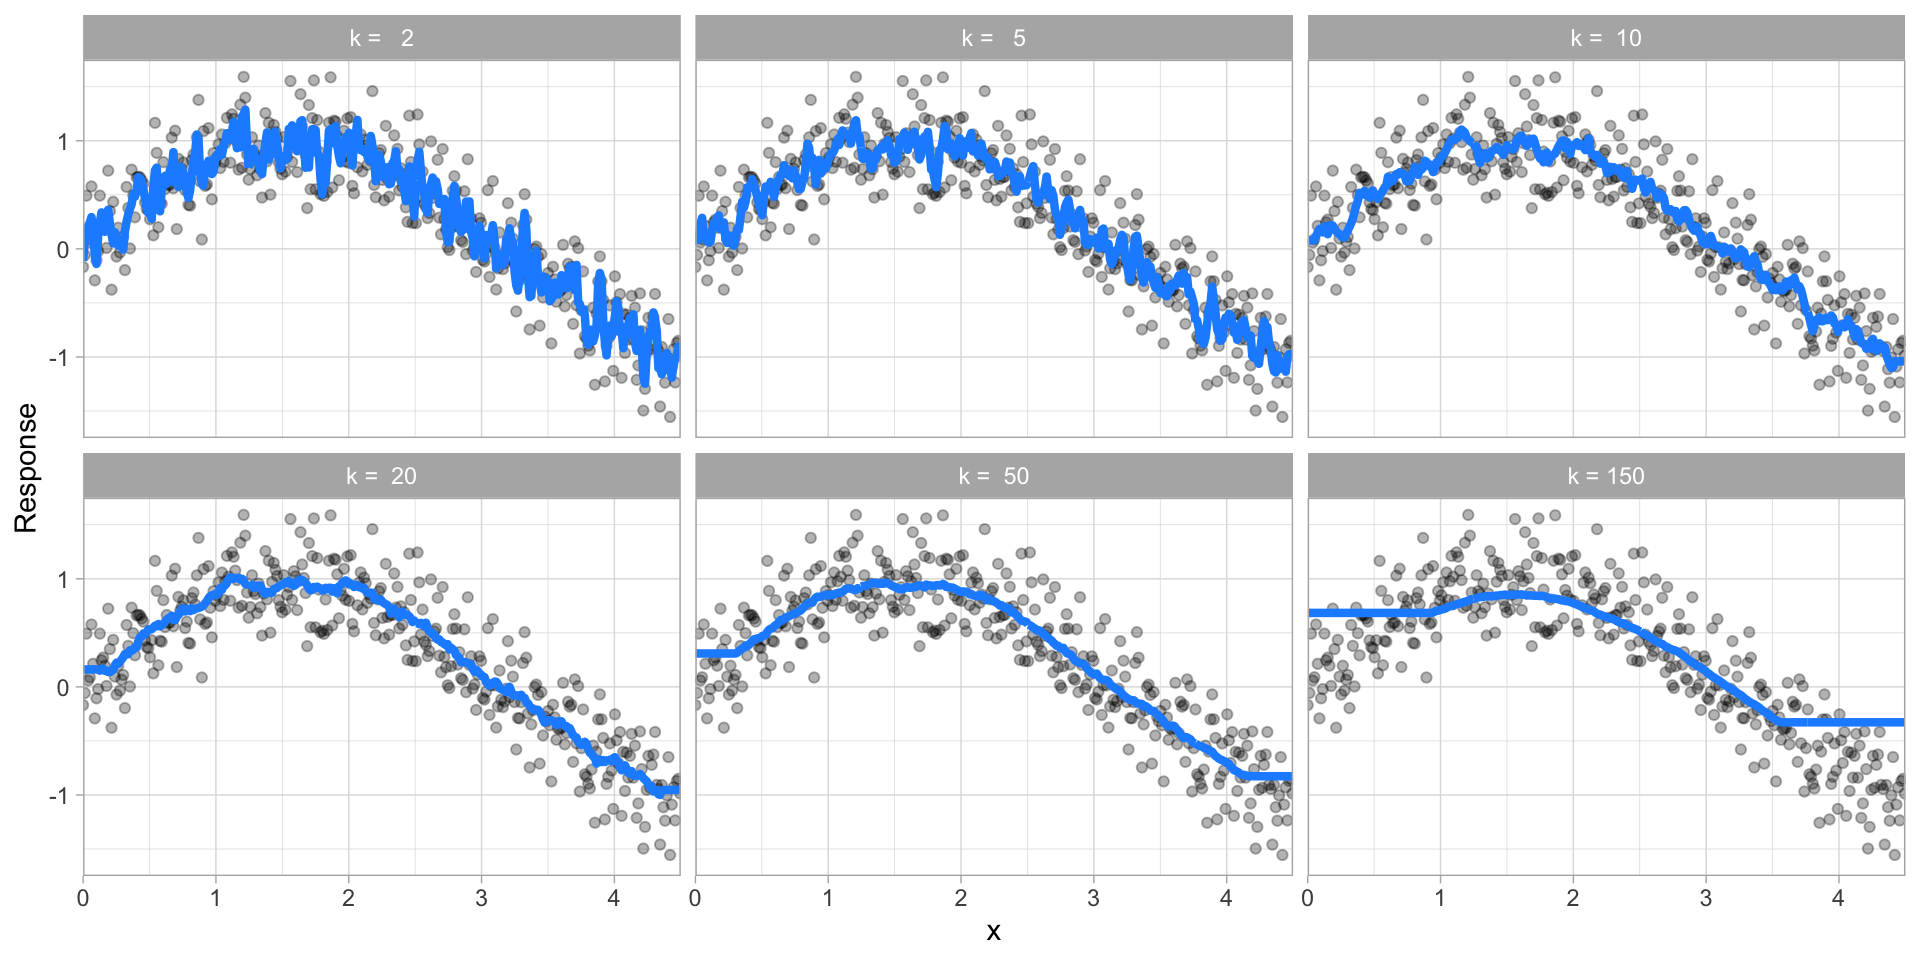 k = 2
k = 5
k = 10
1
0
-1
Response
k = 20
k = 50
k = 150
1
0
-1
0 1 2 3 4
0 1 2 3 4
0 1 2 3 4
x